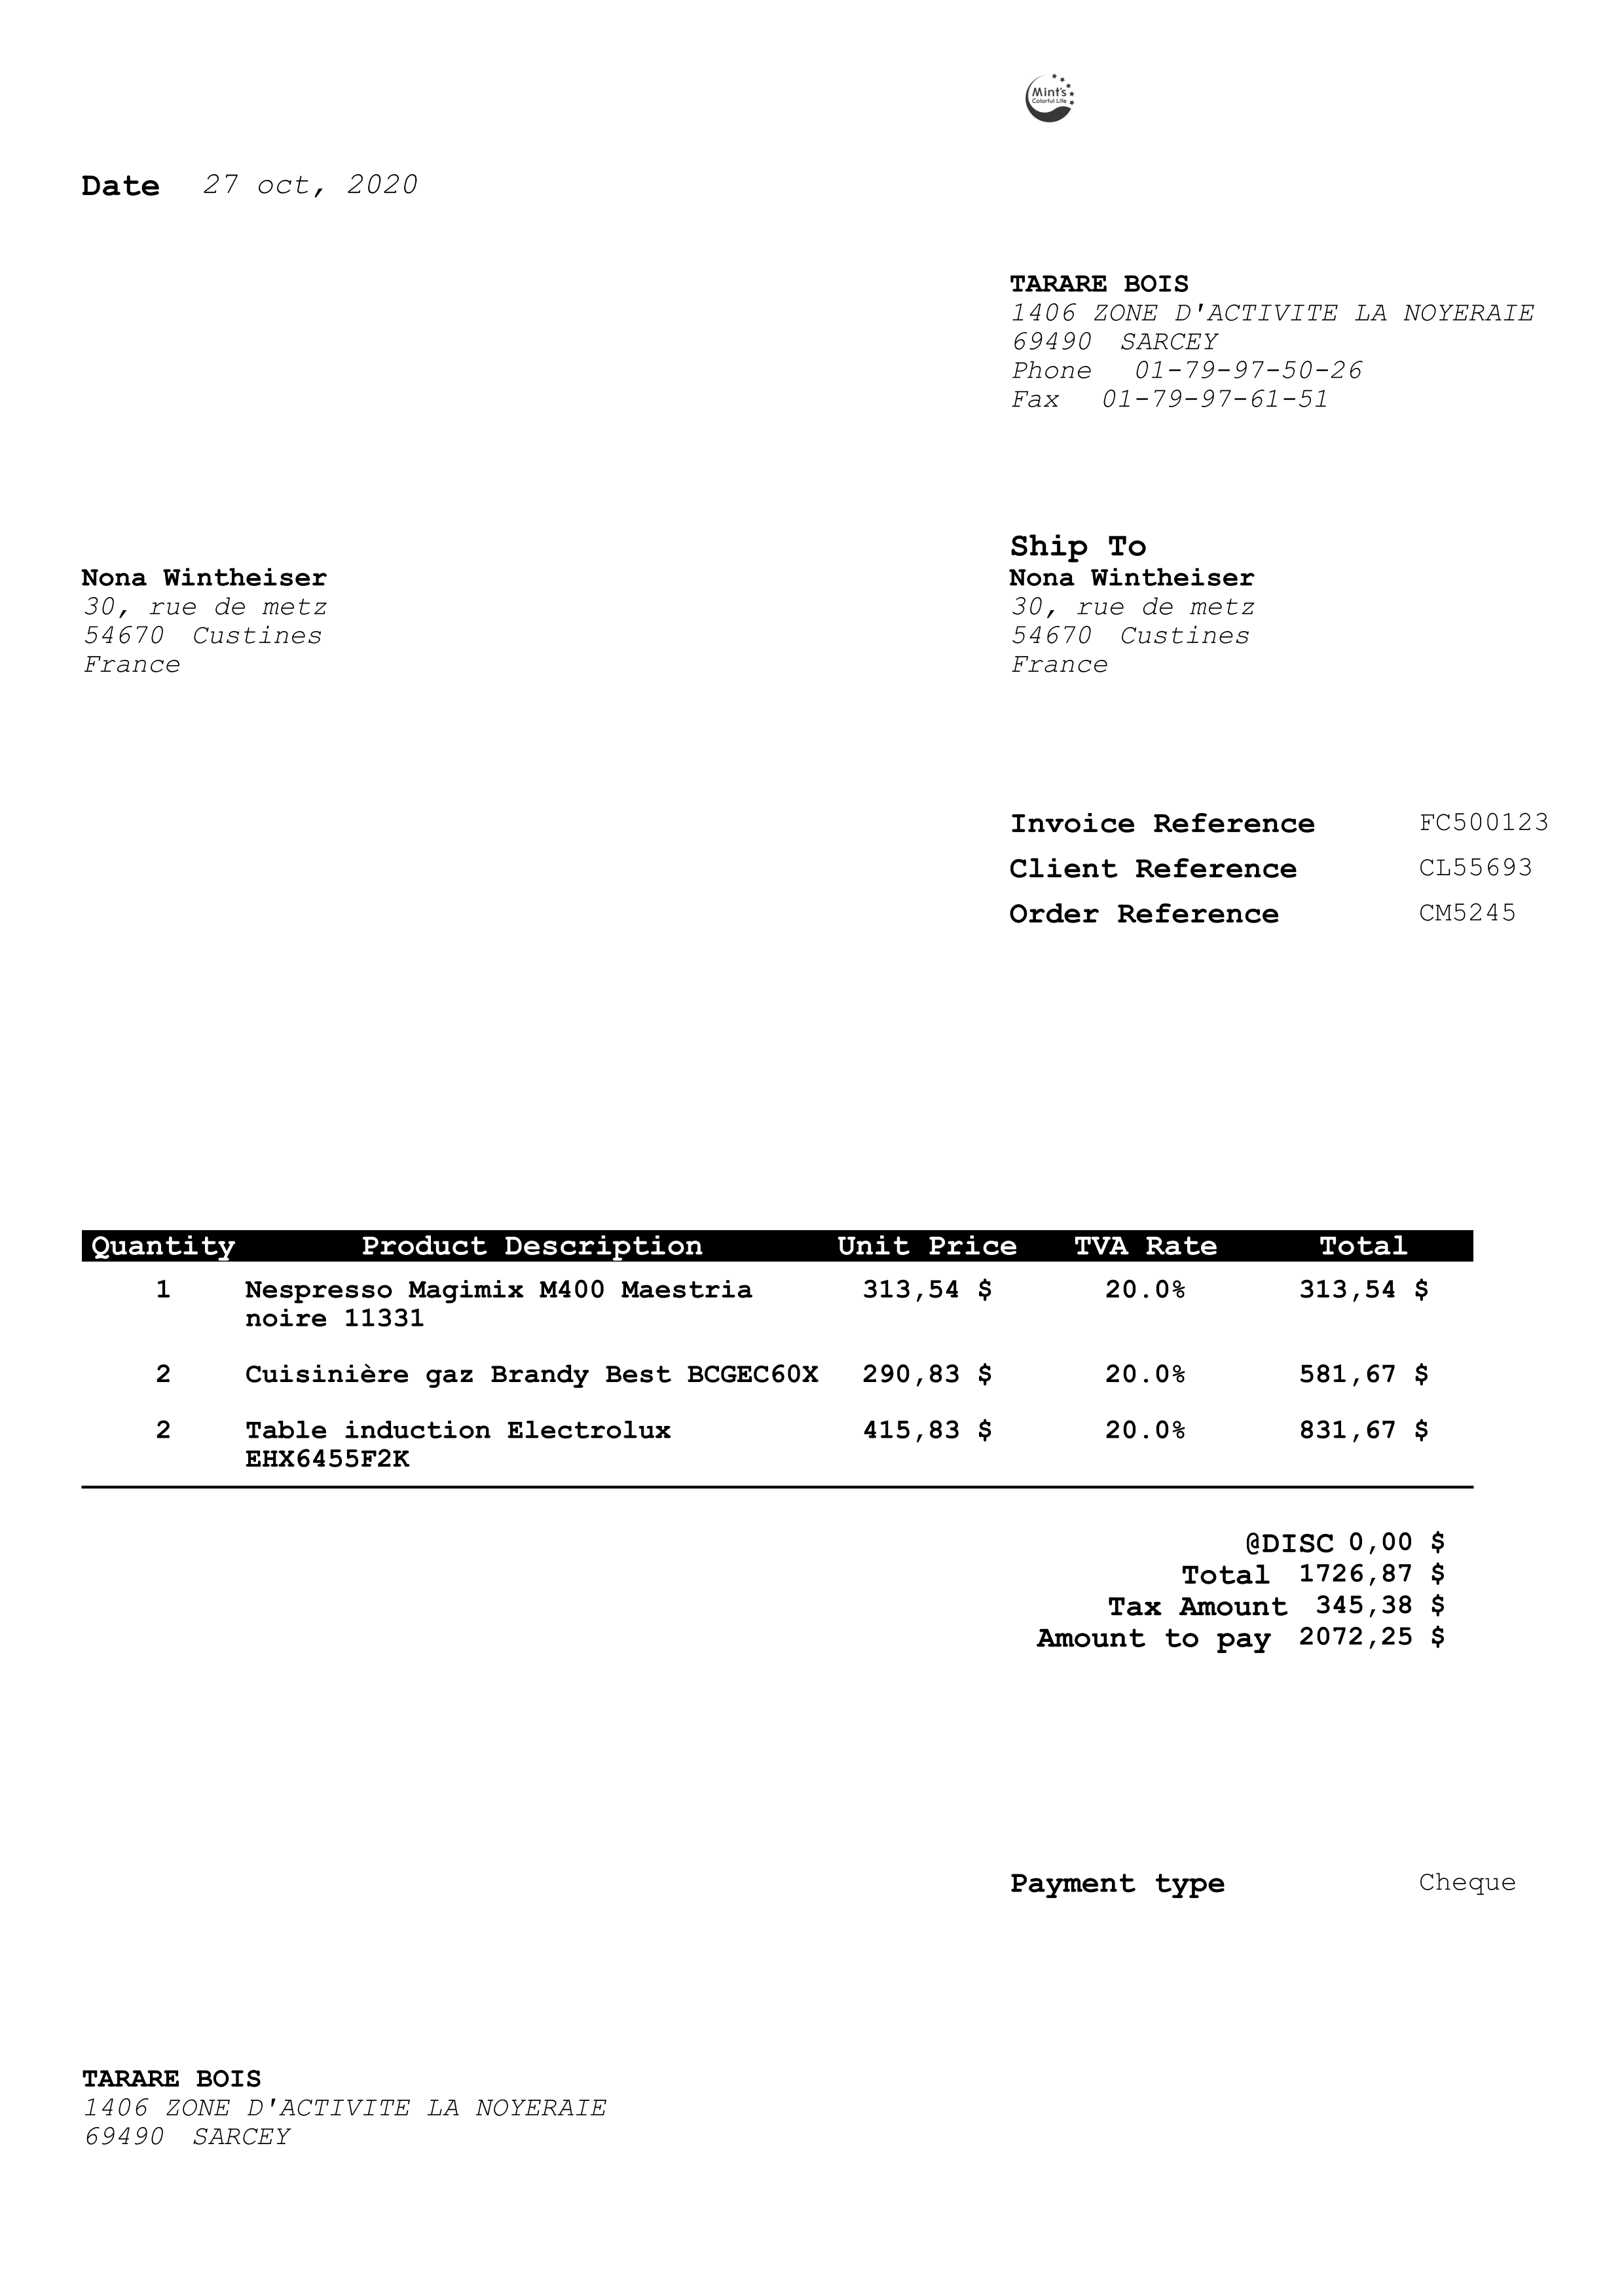 Mint's
Colorful Life
Date 27 oct, 2020
TARARE BOIS
1406 ZONE D'ACTIVITE LA NOYERAIE
69490 SARCEY
Phone 01-79-97-50-26
Fax 01-79-97-61-51
Nona Wintheiser
30, rue de metz
54670 Custines
France
Ship To
Nona Wintheiser
30, rue de metz
54670 Custines
France
Invoice Reference FC500123
Client Reference CL55693
Order Reference CM5245
Quantity Product Description Unit Price TVA Rate Total
1 Nespresso Magimix M400 Maestria 313,54 $ 20.0% 313,54 $
noire 11331
2 Cuisinière gaz Brandy Best BCGEC60X 290,83 $ 20.0% 581,67 $
2 Table induction Electrolux 415,83 $ 20.0% 831,67 $
EHX6455F2K
@DISC 0,00 $
Total 1726,87 $
Tax Amount 345,38 $
Amount to pay 2072,25 $
Payment type Cheque
TARARE BOIS
1406 ZONE D'ACTIVITE LA NOYERAIE
69490 SARCEY